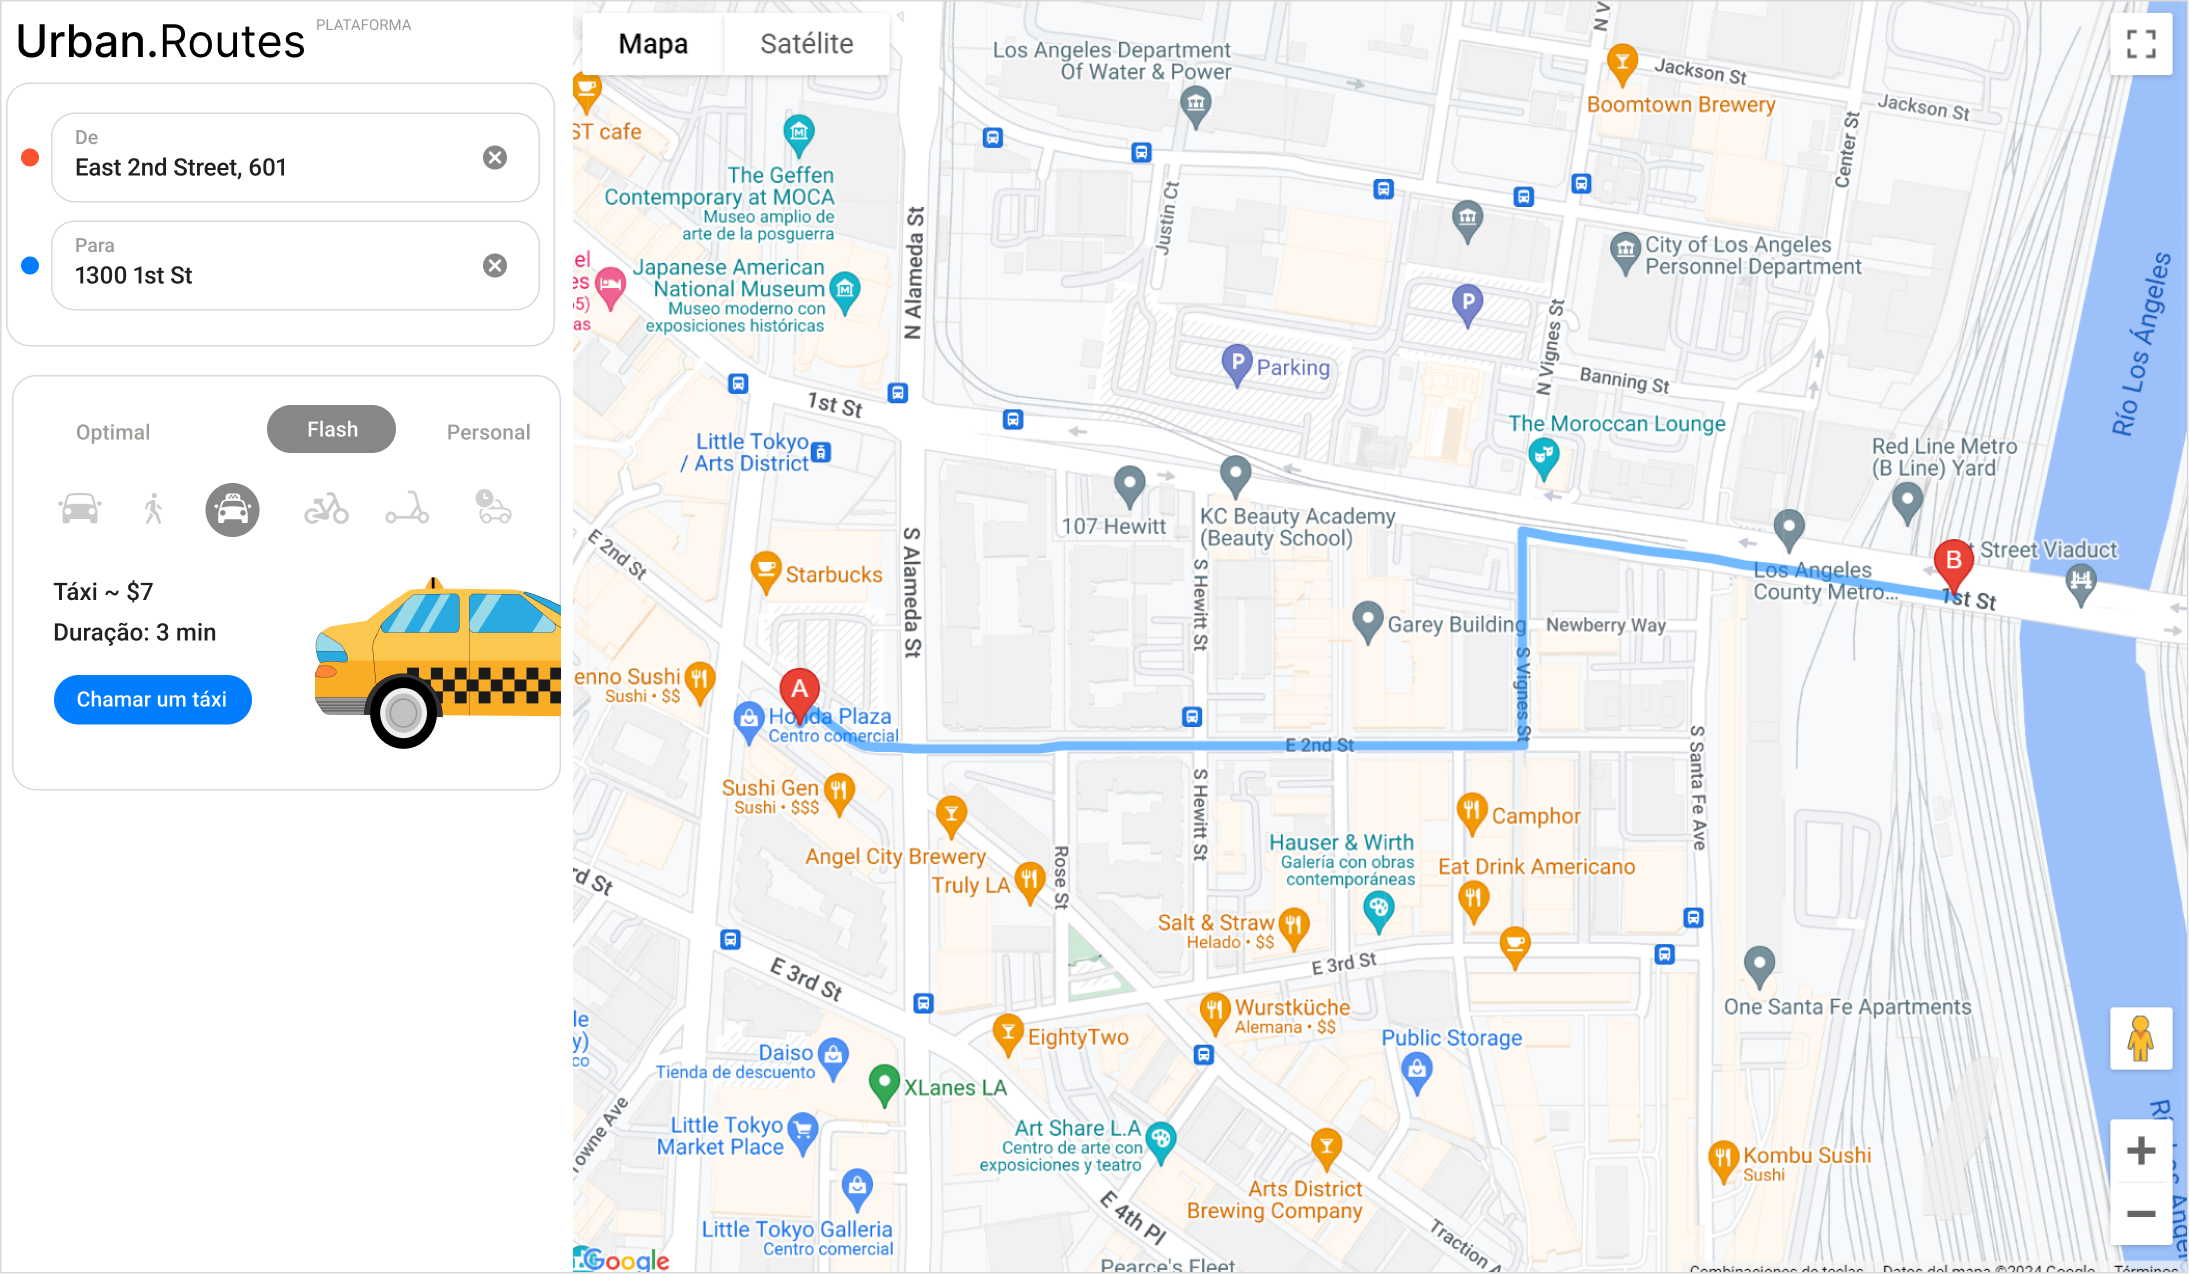 Urban.Routes
PLATAFORMA
De
East 2nd Street, 601
Para
1300 1st St
Optimal
Flash
Personal
Táxi ~ $7
Duração: 3 min
Chamar um táxi
Mapa
Satélite
Los Angeles Department
Of Water & Power
Jackson St
Jackson St
Boomtown Brewery
ST cafe
Center St
The Geffen
Contemporary at MOCA
Museo amplio de
arte de la posguerra
Justin Ct
N Alameda St
City of Los Angeles
Personnel Department
Japanese American
National Museum
Museo moderno con
exposiciones históricas
Río Los Ángeles
N Vignes St
Parking
Banning St
1st St
The Moroccan Lounge
Little Tokyo
/ Arts District
Red Line Metro
(B Line) Yard
107 Hewitt
KC Beauty Academy
(Beauty School)
E 2nd St
S Alameda St
Starbucks
S Hewitt St
Street Viaduct
B
Los Angeles
County Metro...
1st St
Garey Building
Newberry Way
S Vignes St
enno Sushi
Sushi • $$
A
Honda Plaza
Centro comercial
E 2nd St
S Santa Fe Ave
Sushi Gen
Sushi • $$$
S Hewitt St
Camphor
Angel City Brewery
Truly LA
Rose St
Hauser & Wirth
Galería con obras
contemporáneas
Eat Drink Americano
rd St
Salt & Straw
Helado • $$
E 3rd St
E 3rd St
One Santa Fe Apartments
Wurstküche
Alemana • $$
EightyTwo
Public Storage
Daiso
Tienda de descuento
XLanes LA
Towne Ave
Little Tokyo
Market Place
Art Share L.A
Centro de arte con
exposiciones y teatro
Kombu Sushi
Sushi
Arts District
Brewing Company
E 4th Pl
Little Tokyo Galleria
Centro comercial
Traction A
Google
Pearce's Fleet
Combinaciones de teclas
Datos del mapa ©2024 Google
Términos